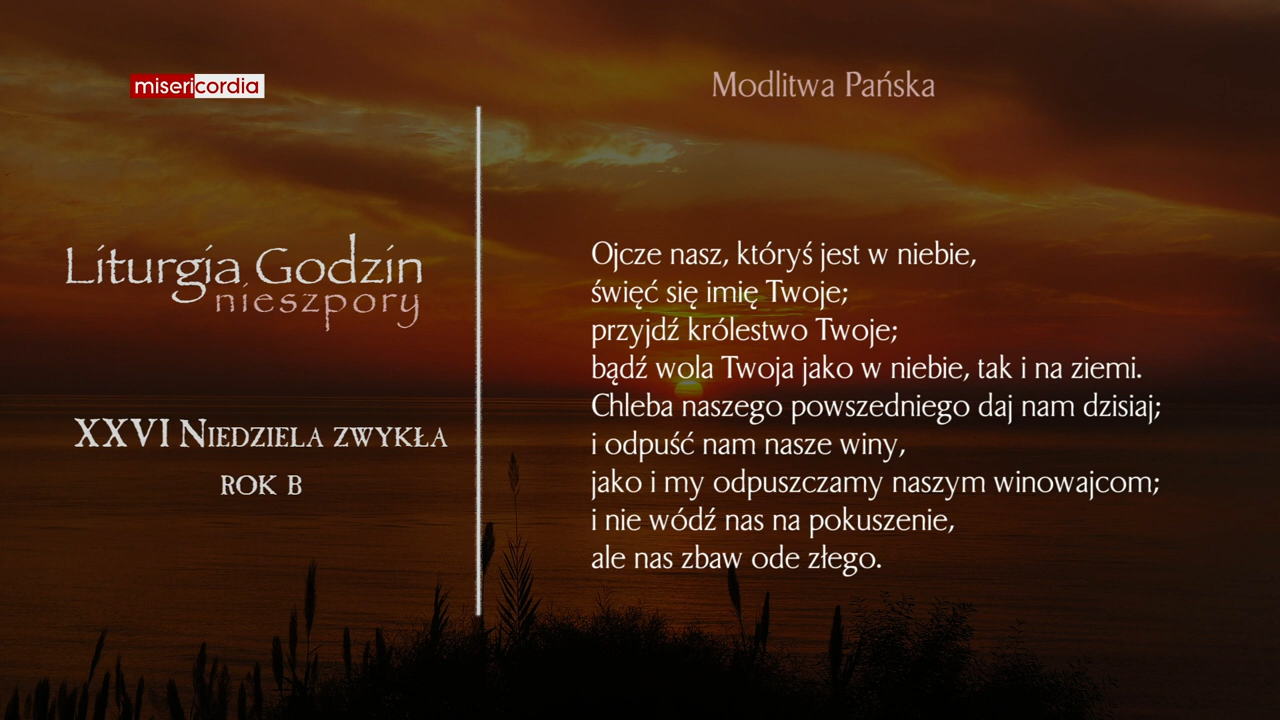 misericordia
Liturgia Godzin
nieszpory
XXVI Niedziela zwykła
rok B
Modlitwa Pańska
Ojcze nasz, któryś jest w niebie,
święć się imię Twoje;
przyjdź królestwo Twoje;
bądź wola Twoja jako w niebie, tak i na ziemi.
Chleba naszego powszedniego daj nam dzisiaj;
i odpuść nam nasze winy,
jako i my odpuszczamy naszym winowajcom;
i nie wódź nas na pokuszenie,
ale nas zbaw ode złego.